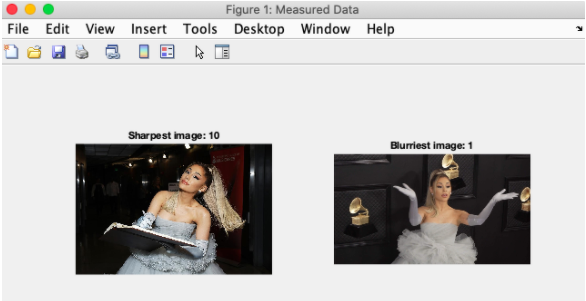 Figure 1: Measured Data
File Edit View Insert Tools Desktop Window Help
Sharpest image: 10
Blurriest image: 1